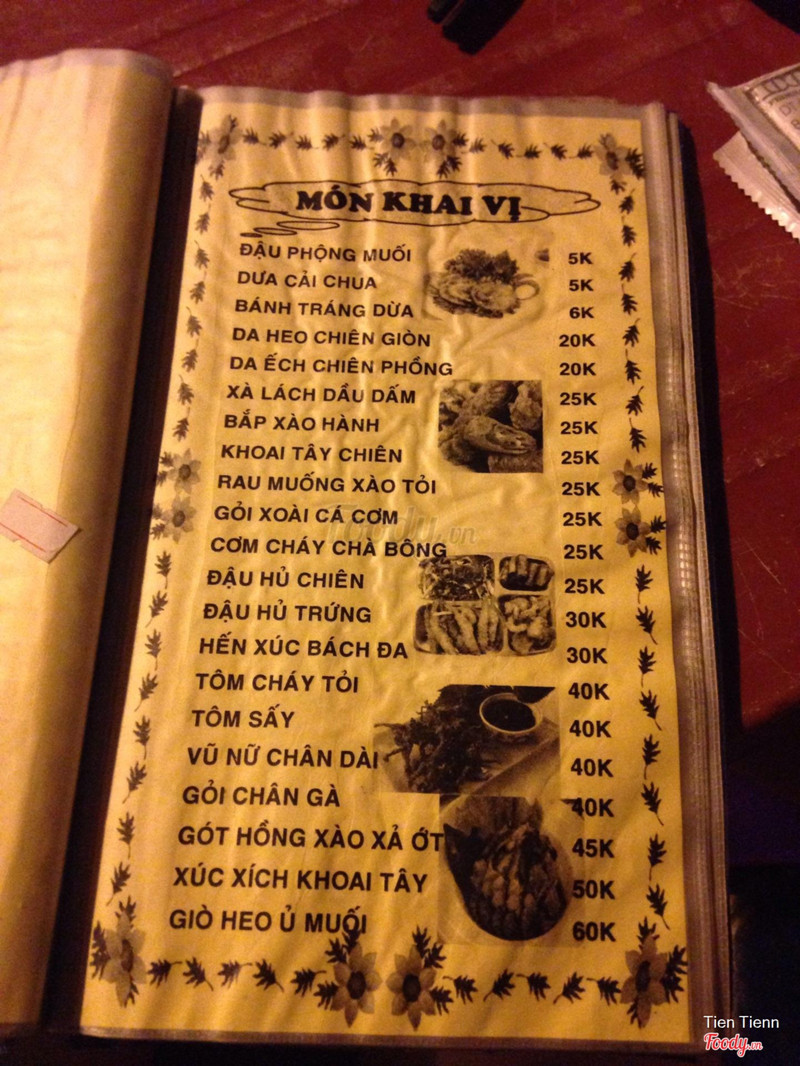 MÓN KHAI VỊ
ĐẬU PHỘNG MUỐI 5K
DƯA CẢI CHUA 5K
BÁNH TRÁNG DỪA 6K
DA HEO CHIÊN GIÒN 20K
DA ẾCH CHIÊN PHỒNG 20K
XÀ LÁCH DẦU DẤM 25K
BẮP XÀO HÀNH 25K
KHOAI TÂY CHIÊN 25K
RAU MUỐNG XÀO TỎI 25K
GỎI XOÀI CÁ CƠM 25K
CƠM CHÁY CHÀ BÔNG 25K
ĐẬU HỦ CHIÊN 25K
ĐẬU HỦ TRỨNG 30K
HẾN XÚC BÁCH ĐA 30K
TÔM CHÁY TỎI 40K
TÔM SẤY 40K
VŨ NỮ CHÂN DÀI 40K
GỎI CHÂN GÀ 40K
GÓT HỒNG XÀO XẢ ỚT 45K
XÚC XÍCH KHOAI TÂY 50K
GIÒ HEO Ủ MUỐI 60K
Tien Tienn
Foody.vn